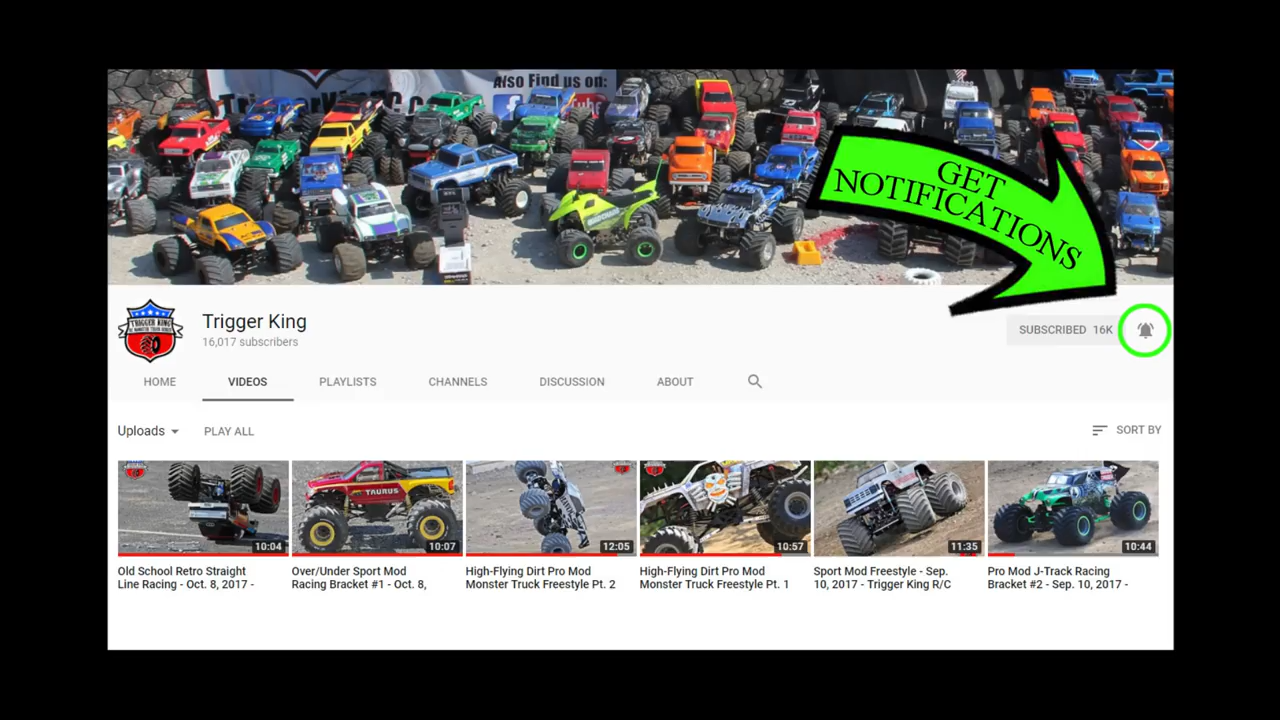 Also Find us on:
GET
NOTIFICATIONS
TRIGGER KING
Trigger King
16,017 subscribers
SUBSCRIBED 16K
HOME VIDEOS PLAYLISTS CHANNELS DISCUSSION ABOUT
Uploads PLAY ALL SORT BY
TAURUS
10:04 10:07 12:05 10:57 11:35 10:44
Old School Retro Straight
Line Racing - Oct. 8, 2017 -
Over/Under Sport Mod
Racing Bracket #1 - Oct. 8,
High-Flying Dirt Pro Mod
Monster Truck Freestyle Pt. 2
High-Flying Dirt Pro Mod
Monster Truck Freestyle Pt. 1
Sport Mod Freestyle - Sep.
10, 2017 - Trigger King R/C
Pro Mod J-Track Racing
Bracket #2 - Sep. 10, 2017 -